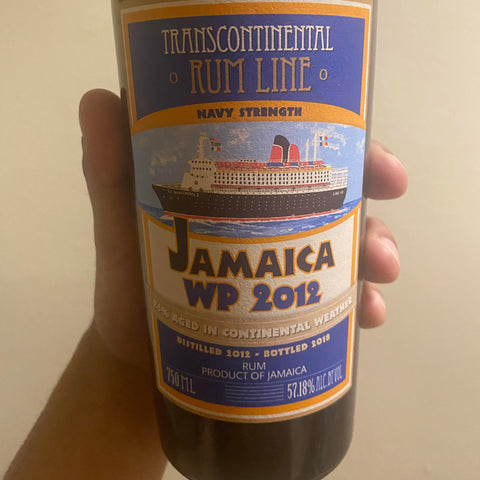 TRANSCONTINENTAL
RUM LINE
NAVY STRENGTH
JAMAICA
WP 2012
AGED IN CONTINENTAL WEATHER
DISTILLED 2012 - BOTTLED 2018
RUM
PRODUCT OF JAMAICA
750 ML
57.18% ALC. BY VOL.